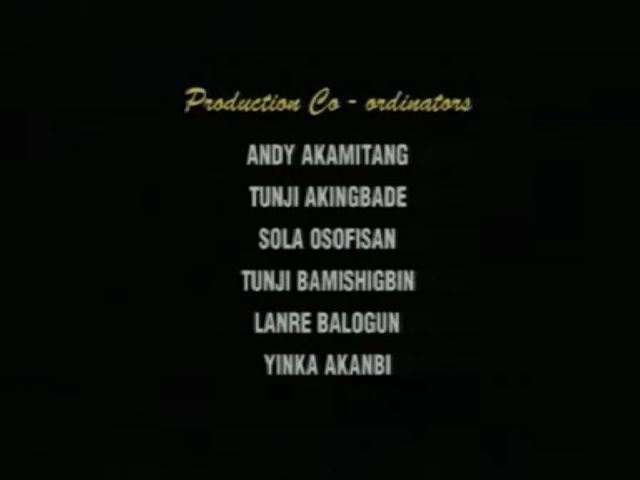 Production Co - ordinators
ANDY AKAMITANG
TUNJI AKINGBADE
SOLA OSOFISAN
TUNJI BAMISHIGBIN
LANRE BALOGUN
YINKA AKANBI